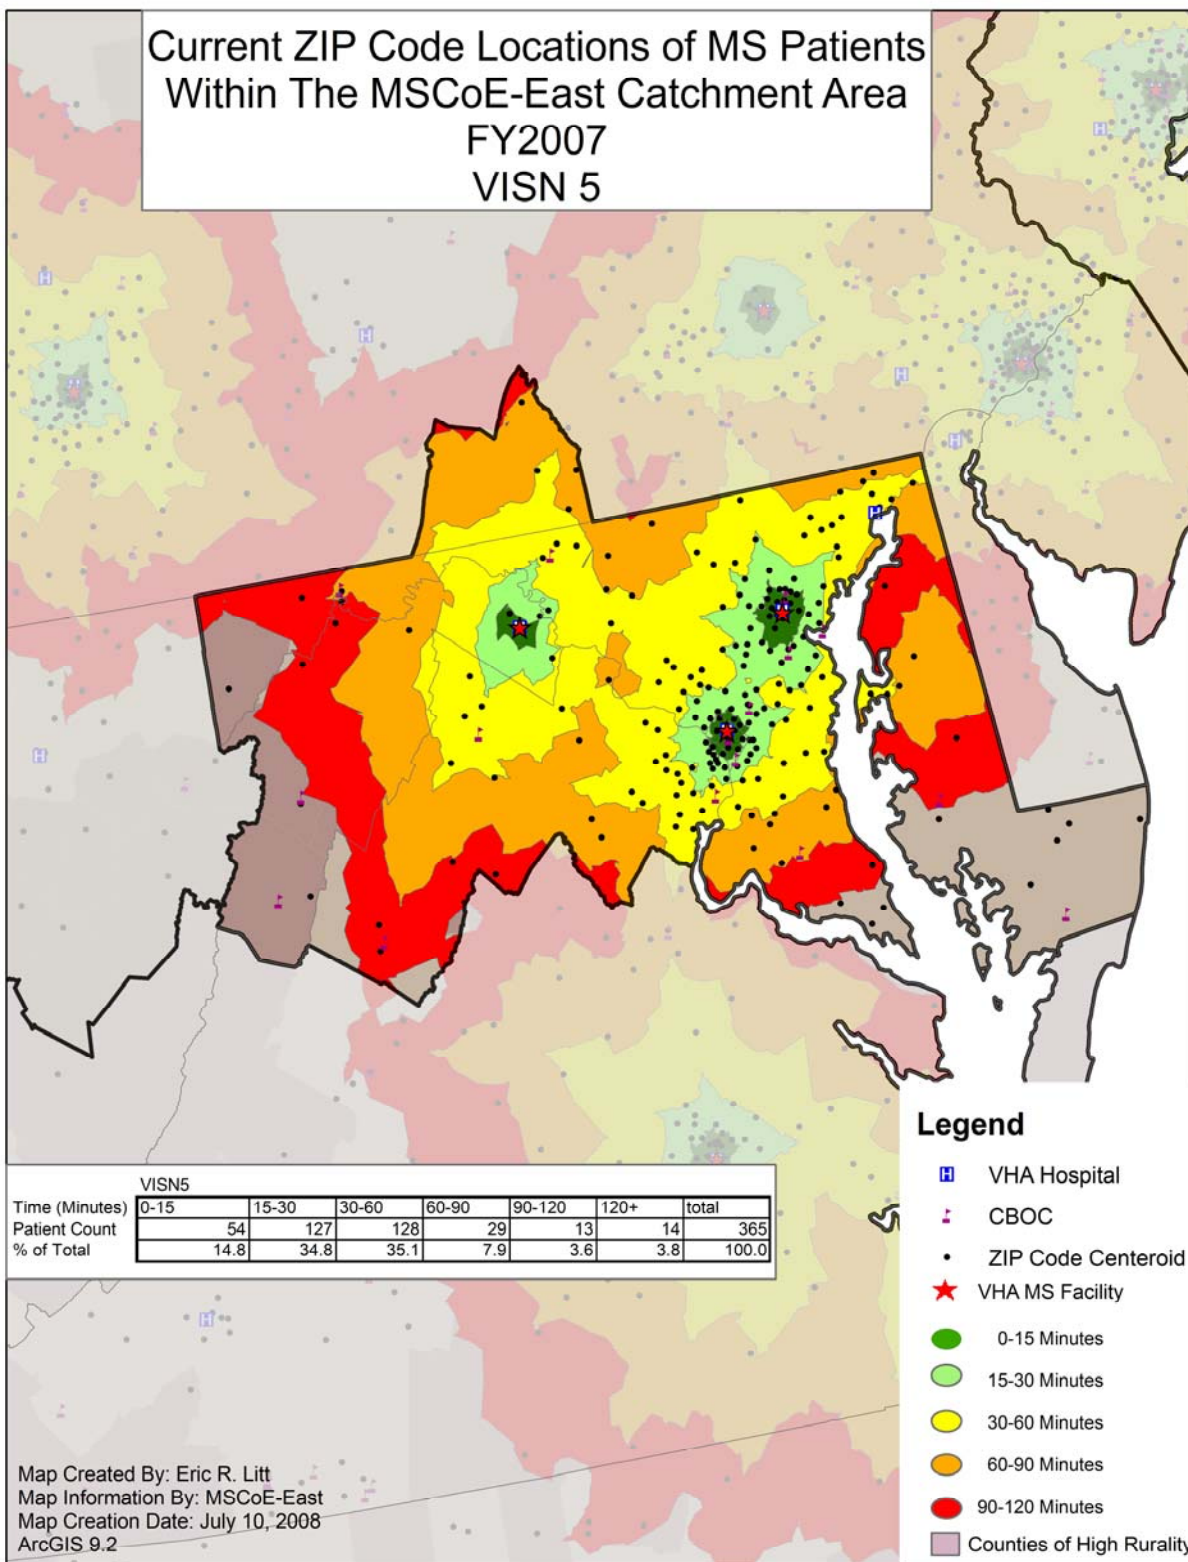 Current ZIP Code Locations of MS Patients
Within The MSCoE-East Catchment Area
FY2007
VISN 5
VISN5
Time (Minutes) 0-15 15-30 30-60 60-90 90-120 120+ total
Patient Count 54 127 128 29 13 14 365
% of Total 14.8 34.8 35.1 7.9 3.6 3.8 100.0
Legend
H VHA Hospital
CBOC
ZIP Code Centeroid
VHA MS Facility
0-15 Minutes
15-30 Minutes
30-60 Minutes
60-90 Minutes
90-120 Minutes
Counties of High Rurality
Map Created By: Eric R. Litt
Map Information By: MSCoE-East
Map Creation Date: July 10, 2008
ArcGIS 9.2